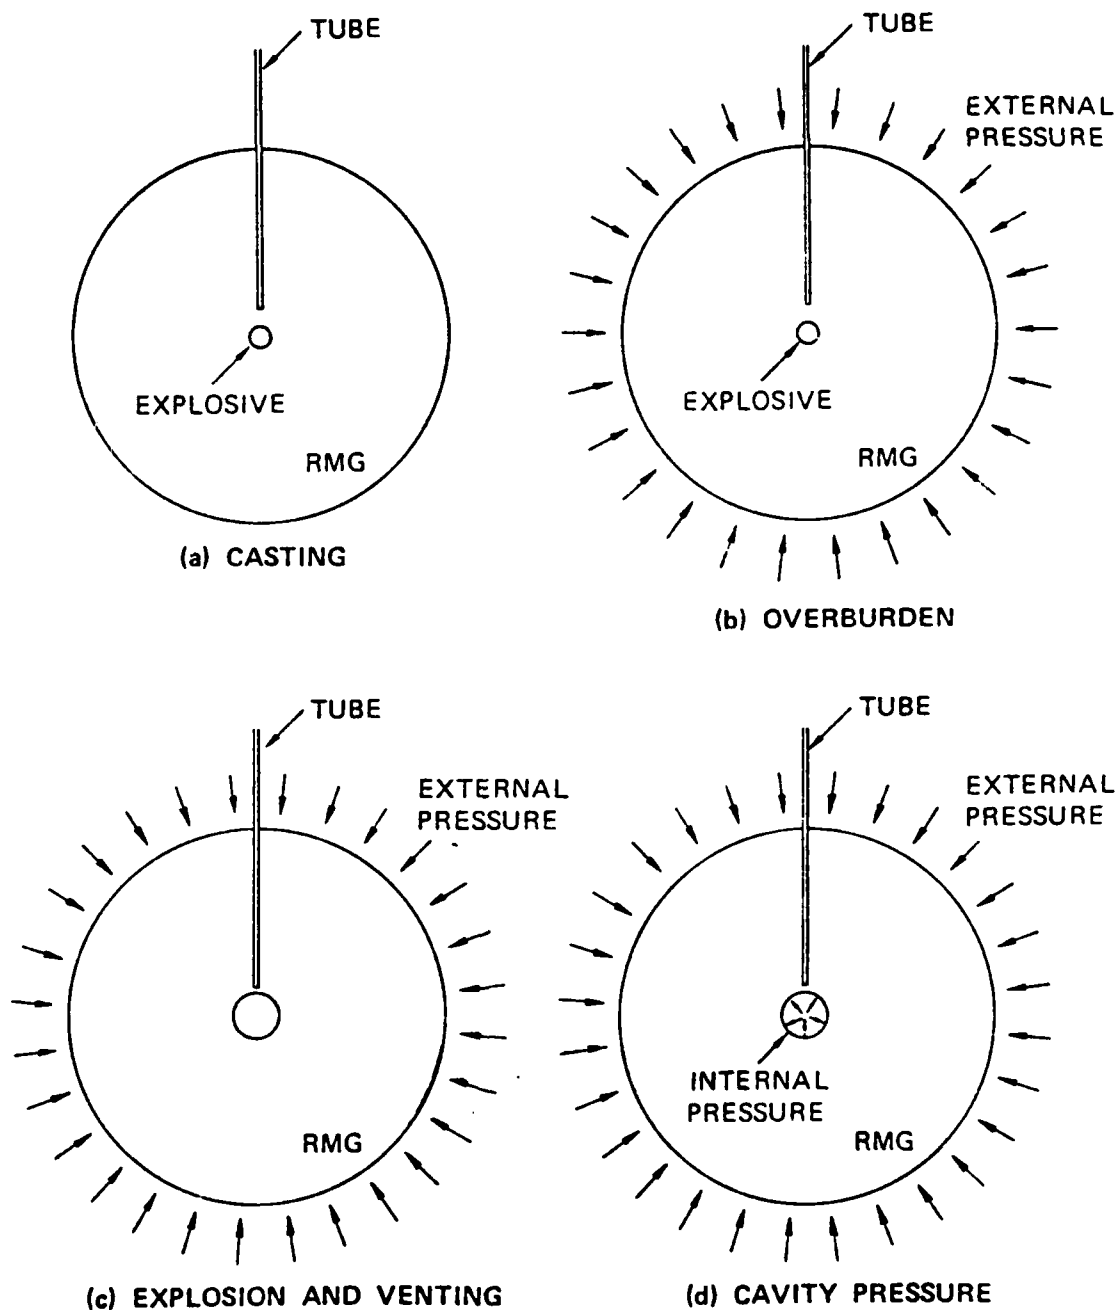 TUBE
EXPLOSIVE
RMG
(a) CASTING
TUBE
EXTERNAL
PRESSURE
EXPLOSIVE
RMG
(b) OVERBURDEN
TUBE
EXTERNAL
PRESSURE
RMG
(c) EXPLOSION AND VENTING
TUBE
EXTERNAL
PRESSURE
INTERNAL
PRESSURE
RMG
(d) CAVITY PRESSURE